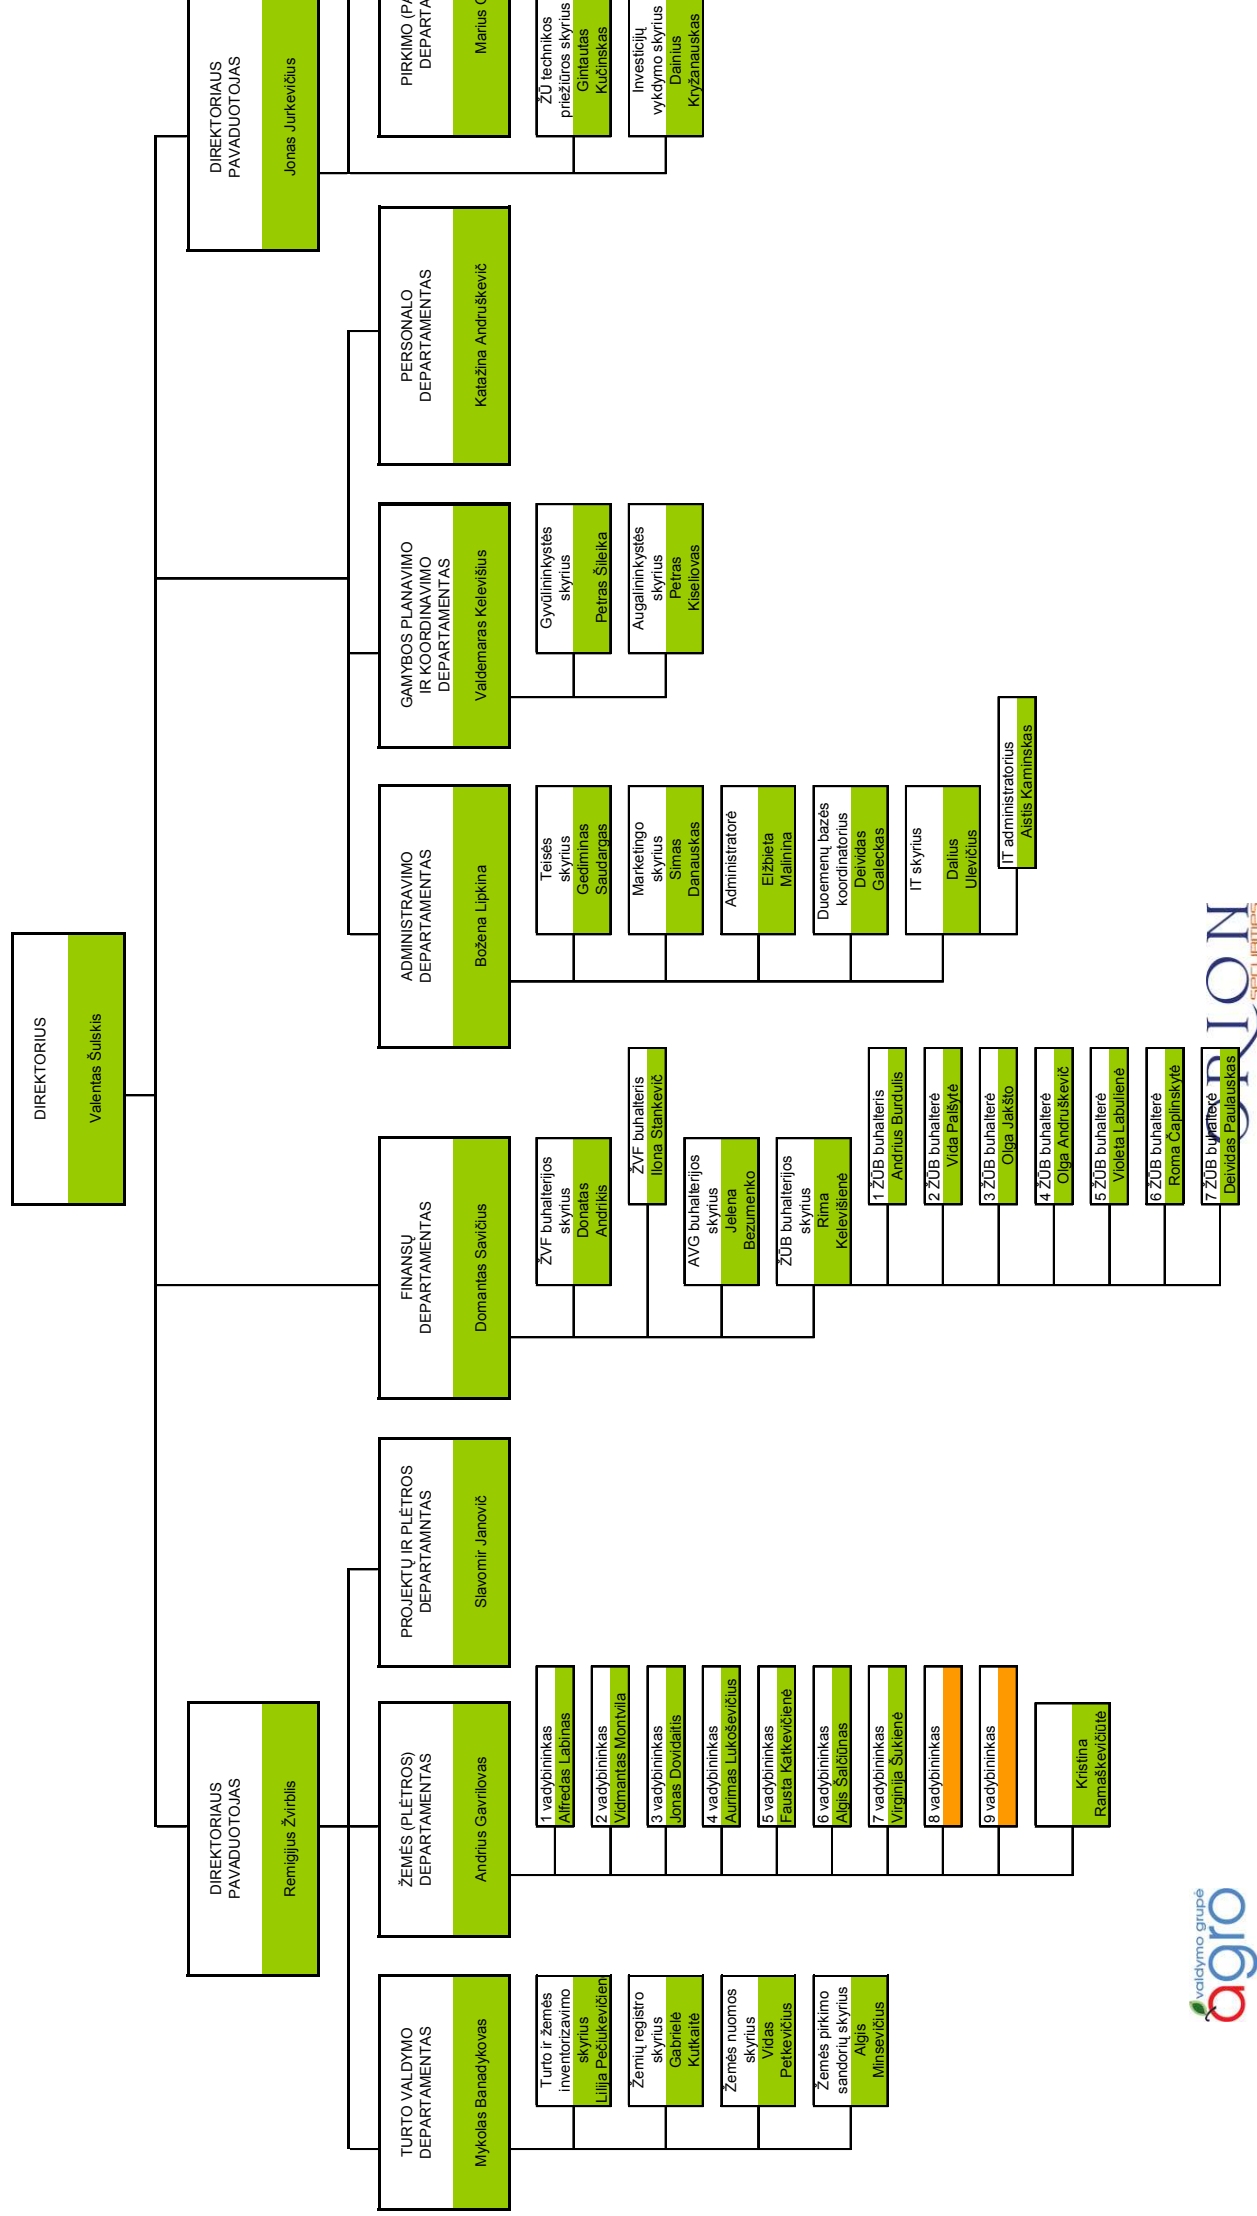 DIREKTORIUS
Valentas Šulskis
DIREKTORIAUS
PAVADUOTOJAS
Remigijus Žvirblis
DIREKTORIAUS
PAVADUOTOJAS
Jonas Jurkevičius
TURTO VALDYMO
DEPARTAMENTAS
Mykolas Banadykovas
ŽEMĖS (PLĖTROS)
DEPARTAMENTAS
Andrius Gavrilovas
PROJEKTŲ IR PLĖTROS
DEPARTAMNTAS
Slavomir Janovič
FINANSŲ
DEPARTAMENTAS
Domantas Savičius
ADMINISTRAVIMO
DEPARTAMENTAS
Božena Lipkina
GAMYBOS PLANAVIMO
IR KOORDINAVIMO
DEPARTAMENTAS
Valdemaras Kelevišius
PERSONALO
DEPARTAMENTAS
Katažina Andruškevič
PIRKIMO (PA
DEPARTA
Marius
Turto ir žemės
inventorizavimo
skyrius
Lilija Pečiukevičien
Žemių registro
skyrius
Gabrielė
Kutkaitė
Žemės nuomos
skyrius
Vidas
Petkevičius
Žemės pirkimo
sandorių skyrius
Algis
Minsevičius
1 vadybininkas
Alfredas Labinas
2 vadybininkas
Vidmantas Montvila
3 vadybininkas
Jonas Dovidaitis
4 vadybininkas
Aurimas Lukoševičius
5 vadybininkas
Fausta Katkevičienė
6 vadybininkas
Algis Šalčiūnas
7 vadybininkas
Virginija Šukienė
8 vadybininkas
9 vadybininkas
Kristina
Ramaškevičiūtė
ŽVF buhalterijos
skyrius
Donatas
Andrikis
ŽVF buhalteris
Ilona Stankevič
AVG buhalterijos
skyrius
Jelena
Bezumenko
ŽŪB buhalterijos
skyrius
Rima
Kelevišienė
1 ŽŪB buhalteris
Andrius Burdulis
2 ŽŪB buhalterė
Vida Palšytė
3 ŽŪB buhalterė
Olga Jakšto
4 ŽŪB buhalterė
Olga Andruškevič
5 ŽŪB buhalterė
Violeta Labulienė
6 ŽŪB buhalterė
Roma Čaplinskytė
7 ŽŪB buhalterė
Deividas Paulauskas
Teisės
skyrius
Gediminas
Saudargas
Marketingo
skyrius
Simas
Danauskas
Administratorė
Elžbieta
Malinina
Duoemenų bazės
koordinatorius
Deividas
Galeckas
IT skyrius
Dalius
Ulevičius
IT administratorius
Aistis Kaminskas
Gyvūlininkystės
skyrius
Petras Šileika
Augalininkystės
skyrius
Petras
Kiseliovas
ŽŪ technikos
priežiūros skyrius
Gintautas
Kučinskas
Investicijų
vykdymo skyrius
Dainius
Kryžanauskas
valdymo grupė
agro
ORION
SECURITIES